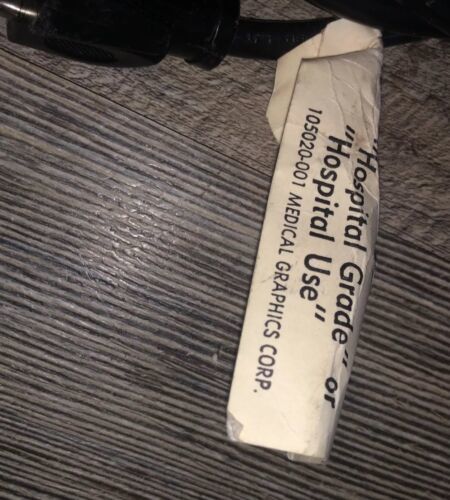 "Hospital Grade" or
"Hospital Use"
105020-001 MEDICAL GRAPHICS CORP.